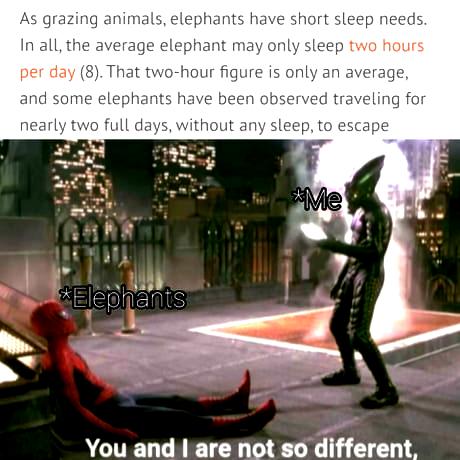 As grazing animals, elephants have short sleep needs.
In all, the average elephant may only sleep two hours
per day (8). That two-hour figure is only an average,
and some elephants have been observed traveling for
nearly two full days, without any sleep, to escape
*Me
*Elephants
You and I are not so different,